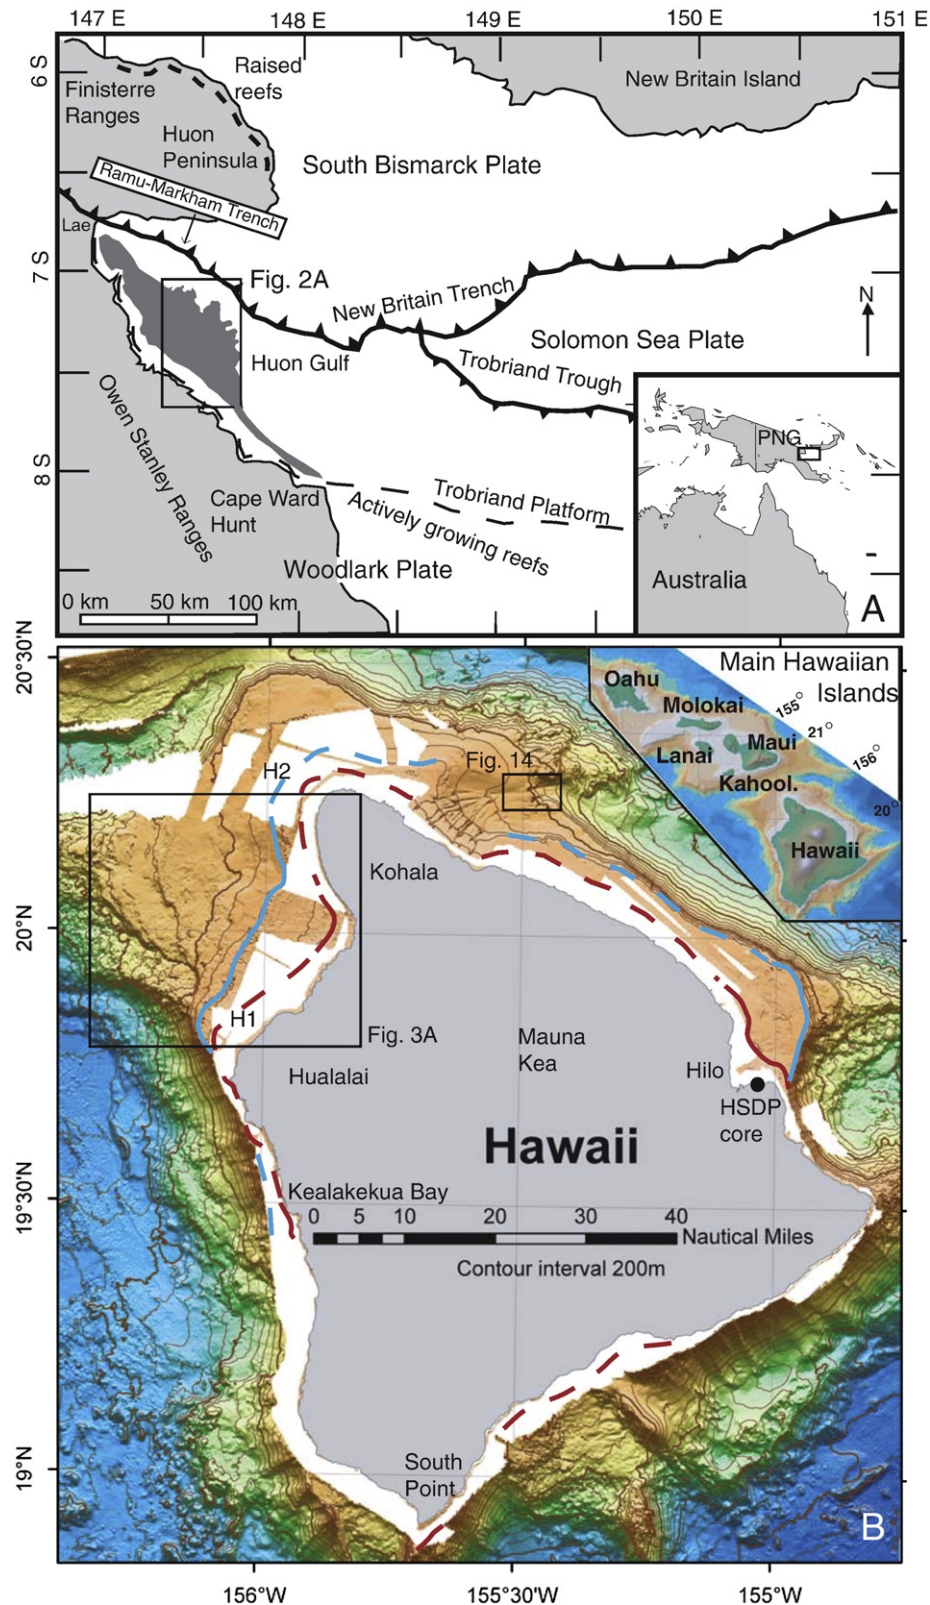 147 E
148 E
149 E
150 E
151 E
6S
7S
8S
Finisterre
Ranges
Raised
reefs
Huon
Peninsula
New Britain Island
South Bismarck Plate
Ramu-Markham Trench
Lae
Fig. 2A
New Britain Trench
N
Solomon Sea Plate
Huon Gulf
Trobriand Trough
Owen Stanley Ranges
PNG
Cape Ward
Hunt
Trobriand Platform
Actively growing reefs
Woodlark Plate
Australia
0 km
50 km
100 km
A
20°30'N
20°N
19°30'N
19°N
Main Hawaiian
Islands
Oahu
Molokai
155°
21°
Lanai
Maui
156°
Kahool.
20°
Hawaii
H2
Fig. 14
Kohala
H1
Fig. 3A
Mauna
Kea
Hualalai
Hilo
HSDP
core
Hawaii
Kealakekua Bay
0
5
10
20
30
40
Nautical Miles
Contour interval 200m
South
Point
B
156°W
155°30'W
155°W